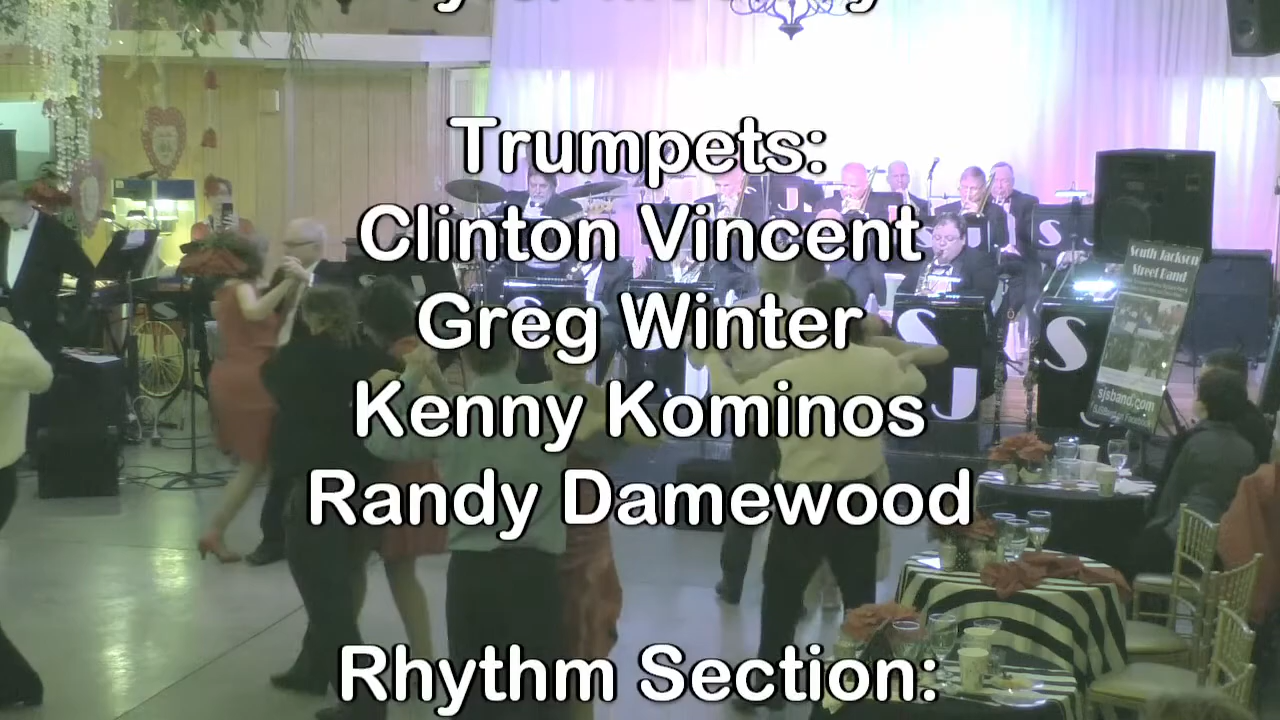 Trumpets:
Clinton Vincent
Greg Winter
Kenny Kominos
Randy Damewood
Rhythm Section:
South Jackson
Street Band
sjsband.com
S
J
S
J
S
S